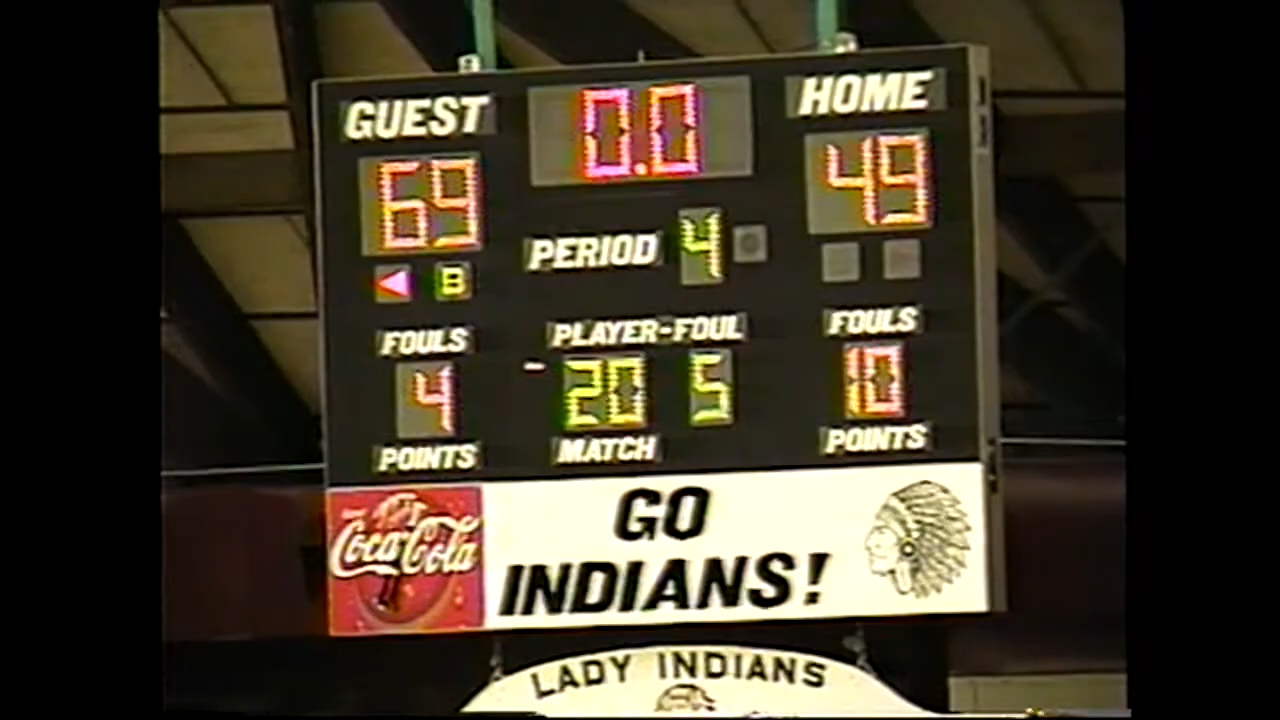 GUEST 0.0 HOME
69 49
PERIOD 4
B
FOULS PLAYER-FOUL FOULS
4 20 5 10
POINTS MATCH POINTS
Coca-Cola
GO
INDIANS!
LADY INDIANS